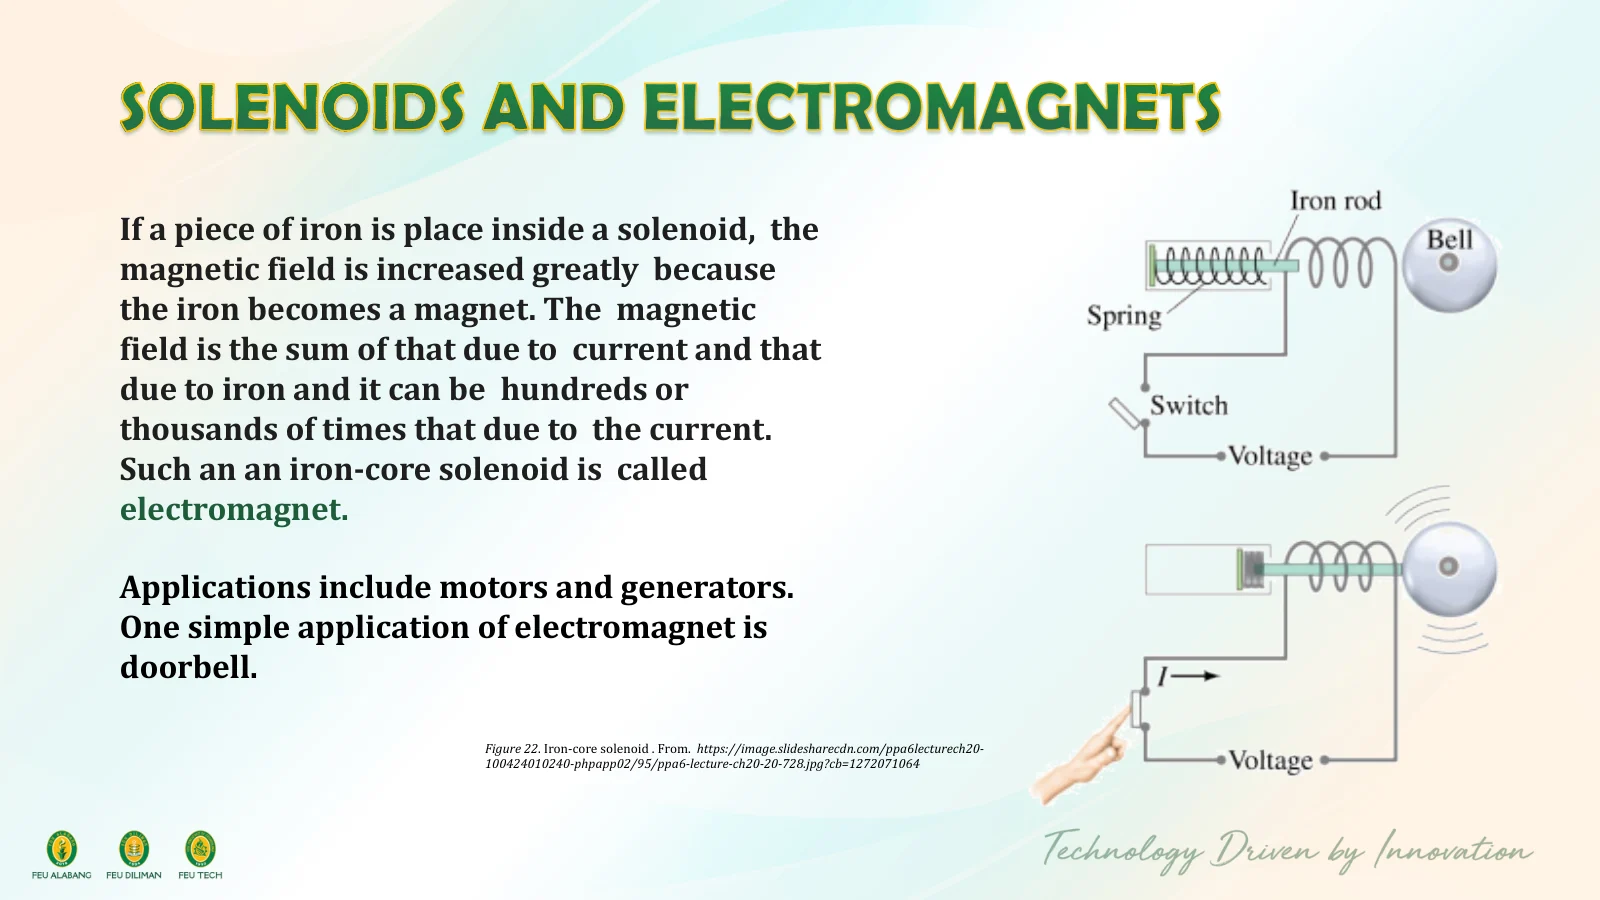 SOLENOIDS AND ELECTROMAGNETS
If a piece of iron is place inside a solenoid, the
magnetic field is increased greatly because
the iron becomes a magnet. The magnetic
field is the sum of that due to current and that
due to iron and it can be hundreds or
thousands of times that due to the current.
Such an an iron-core solenoid is called
electromagnet.
Applications include motors and generators.
One simple application of electromagnet is
doorbell.
Iron rod
Bell
Spring
Switch
Voltage
I
Voltage
Figure 22. Iron-core solenoid . From. https://image.slidesharecdn.com/ppa6lecturech20-
100424010240-phpapp02/95/ppa6-lecture-ch20-20-728.jpg?cb=1272071064
FEU ALABANG
FEU DILIMAN
FEU TECH
Technology Driven by Innovation